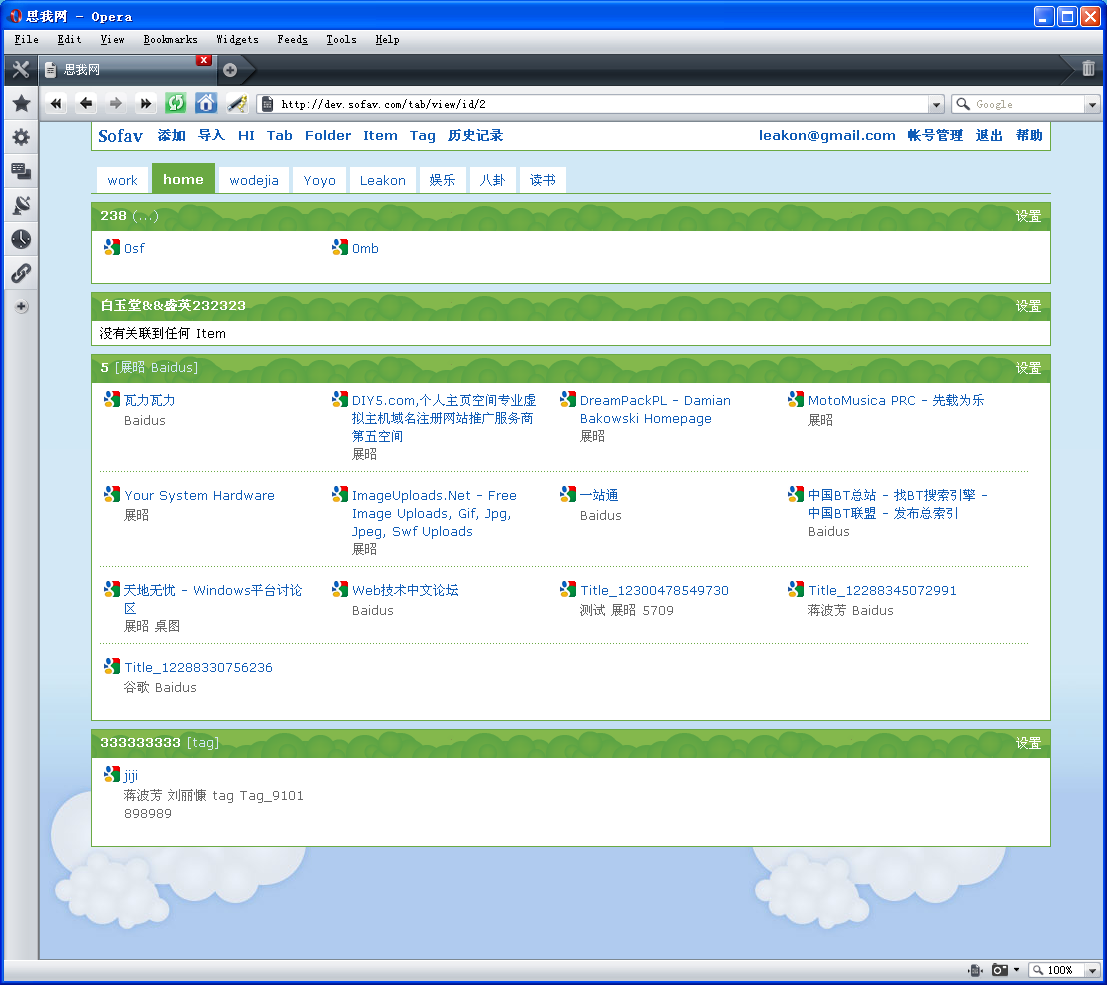 思我网 - Opera
File Edit View Bookmarks Widgets Feeds Tools Help
思我网
http://dev.sofav.com/tab/view/id/2 Google
Sofav 添加 导入 HI Tab Folder Item Tag 历史记录 leakon@gmail.com 帐号管理 退出 帮助
work home wodejia Yoyo Leakon 娱乐 八卦 读书
238 (...) 设置
0sf 0mb
白玉堂&&盛英232323 设置
没有关联到任何 Item
5 [展昭 Baidus] 设置
瓦力瓦力
Baidus
DIY5.com,个人主页空间专业虚
拟主机域名注册网站推广服务商
第五空间
展昭
DreamPackPL - Damian
Bakowski Homepage
展昭
MotoMusica PRC - 先载为乐
展昭
Your System Hardware
展昭
ImageUploads.Net - Free
Image Uploads, Gif, Jpg,
Jpeg, Swf Uploads
展昭
一站通
Baidus
中国BT总站 - 找BT搜索引擎 -
中国BT联盟 - 发布总索引
Baidus
天地无忧 - Windows平台讨论
区
展昭 桌图
Web技术中文论坛
Baidus
Title_12300478549730
测试 展昭 5709
Title_12288345072991
蒋波芳 Baidus
Title_12288330756236
谷歌 Baidus
333333333 [tag] 设置
jiji
蒋波芳 刘丽慷 tag Tag_9101
898989
100%